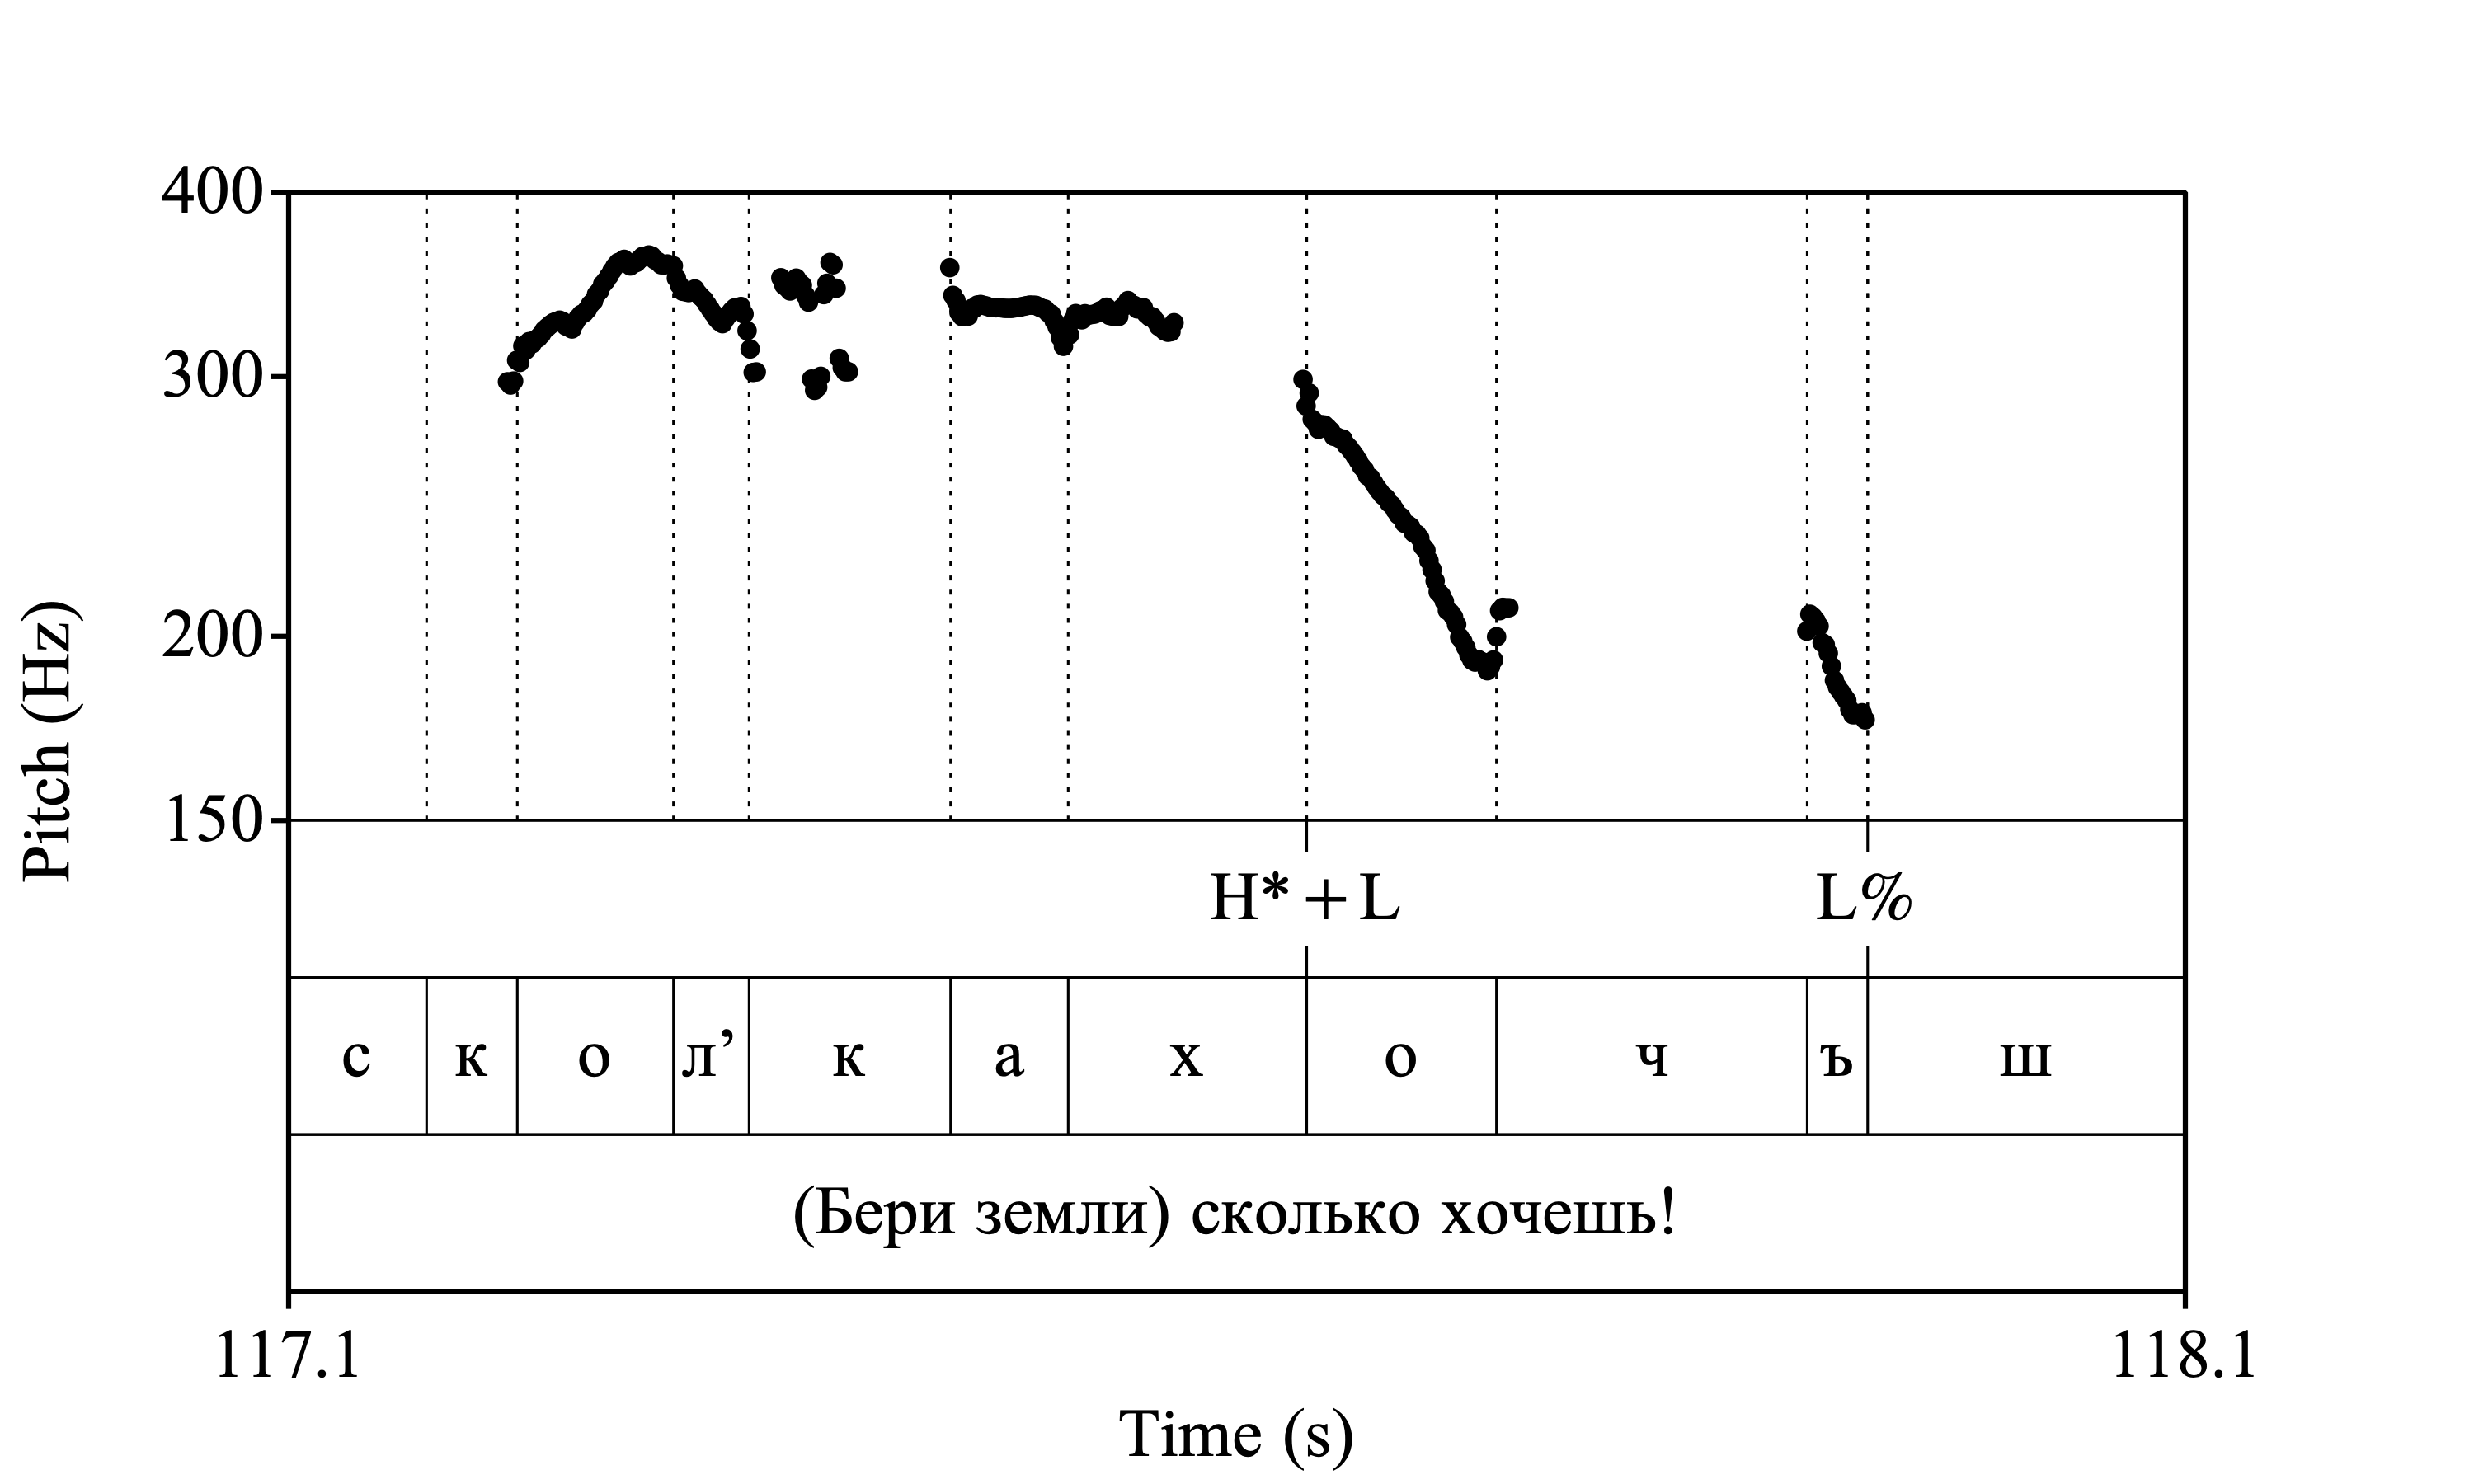 400
300
200
150
Pitch (Hz)
H* + L L%
с к о л’ к а х о ч ъ ш
(Бери земли) сколько хочешь!
117.1 118.1
Time (s)